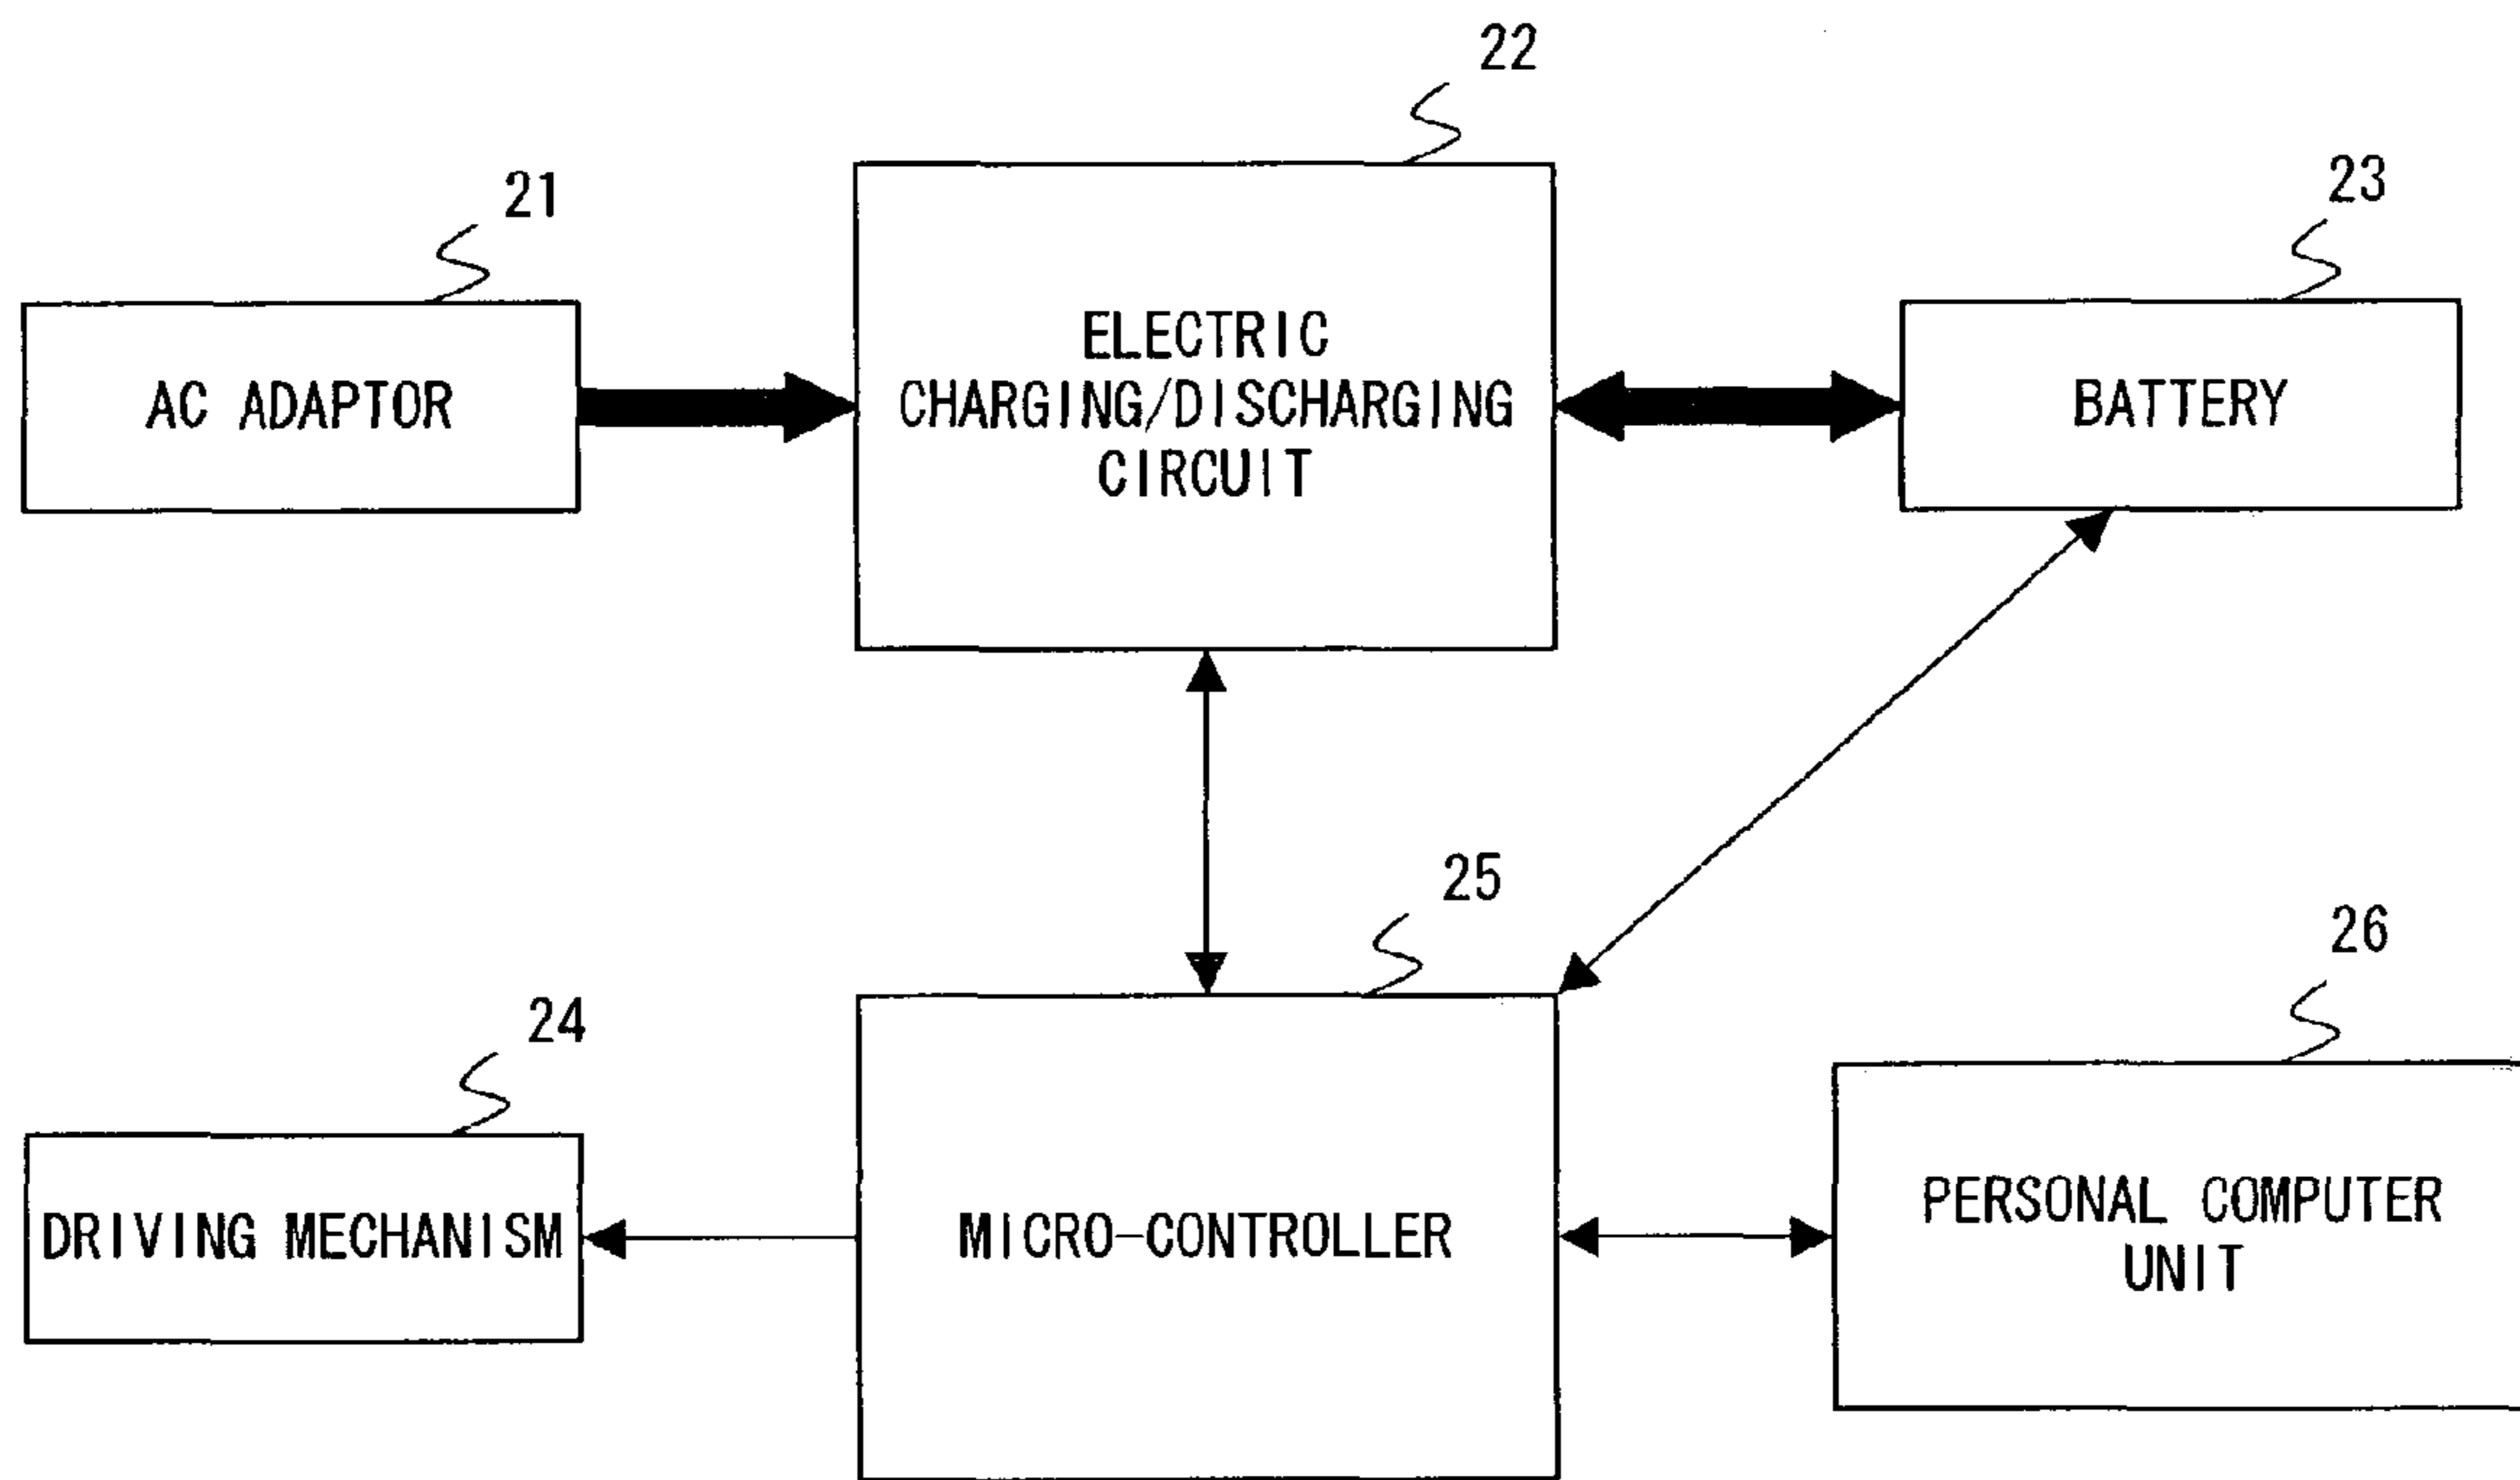 22
21
23
ELECTRIC
CHARGING/DISCHARGING
CIRCUIT
AC ADAPTOR
BATTERY
25
26
24
DRIVING MECHANISM
MICRO-CONTROLLER
PERSONAL COMPUTER
UNIT